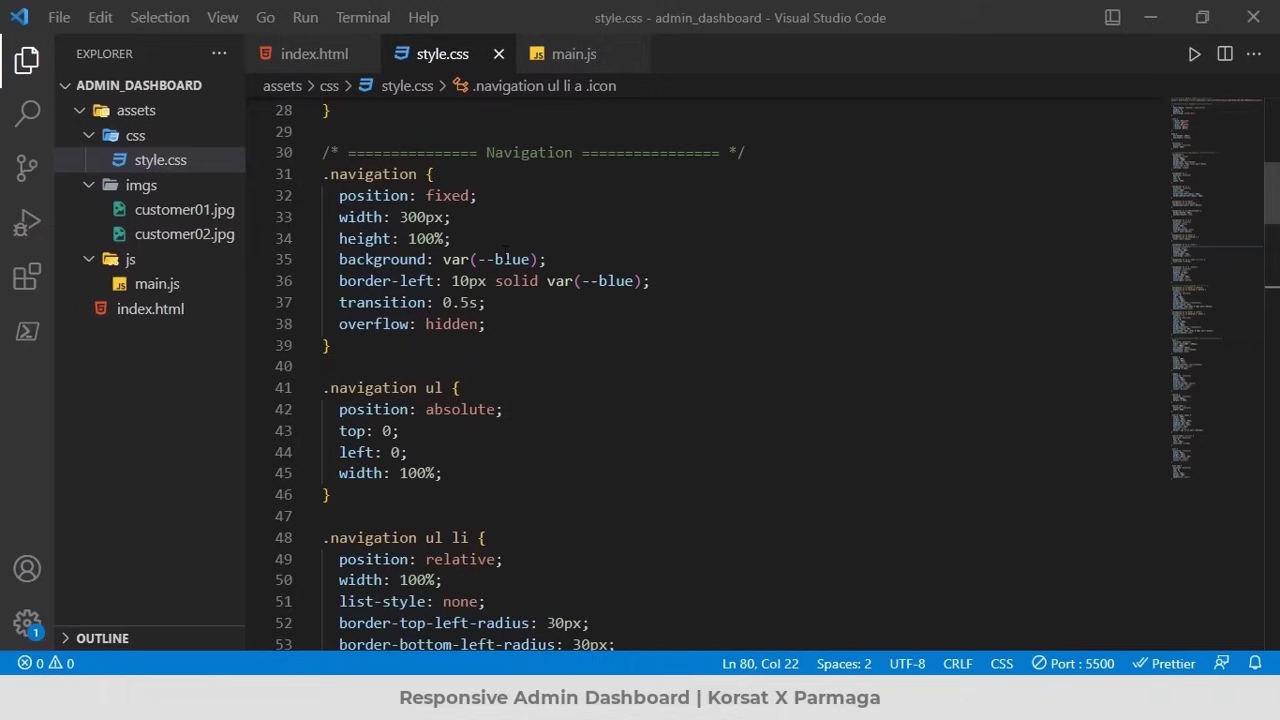 File Edit Selection View Go Run Terminal Help style.css - admin_dashboard - Visual Studio Code
EXPLORER
index.html style.css main.js
ADMIN_DASHBOARD
assets
css
style.css
imgs
customer01.jpg
customer02.jpg
js
main.js
index.html
OUTLINE
assets > css > style.css > .navigation ul li a .icon
28 }
29
30 /* =============== Navigation ================ */
31 .navigation {
32 position: fixed;
33 width: 300px;
34 height: 100%;
35 background: var(--blue);
36 border-left: 10px solid var(--blue);
37 transition: 0.5s;
38 overflow: hidden;
39 }
40
41 .navigation ul {
42 position: absolute;
43 top: 0;
44 left: 0;
45 width: 100%;
46 }
47
48 .navigation ul li {
49 position: relative;
50 width: 100%;
51 list-style: none;
52 border-top-left-radius: 30px;
53 border-bottom-left-radius: 30px;
1
0 0 Ln 80, Col 22 Spaces: 2 UTF-8 CRLF CSS Port : 5500 Prettier
Responsive Admin Dashboard | Korsat X Parmaga